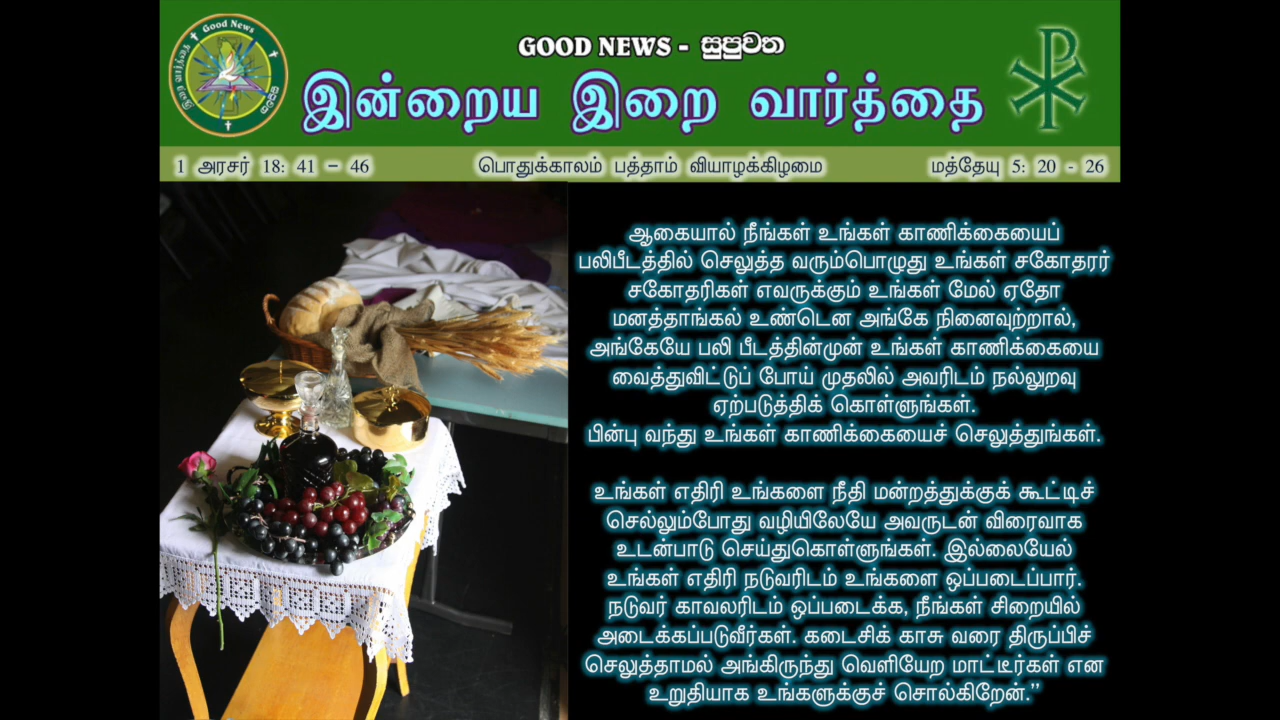 Good News
இறை வார்த்தை
GOOD NEWS - සුපුවත
இன்றைய இறை வார்த்தை
1 அரசர் 18: 41 – 46
பொதுக்காலம் பத்தாம் வியாழக்கிழமை
மத்தேயு 5: 20 - 26
ஆகையால் நீங்கள் உங்கள் காணிக்கையைப்
பலிபீடத்தில் செலுத்த வரும்பொழுது உங்கள் சகோதரர்
சகோதரிகள் எவருக்கும் உங்கள் மேல் ஏதோ
மனத்தாங்கல் உண்டென அங்கே நினைவுற்றால்,
அங்கேயே பலி பீடத்தின்முன் உங்கள் காணிக்கையை
வைத்துவிட்டுப் போய் முதலில் அவரிடம் நல்லுறவு
ஏற்படுத்திக் கொள்ளுங்கள்.
பின்பு வந்து உங்கள் காணிக்கையைச் செலுத்துங்கள்.
உங்கள் எதிரி உங்களை நீதி மன்றத்துக்குக் கூட்டிச்
செல்லும்போது வழியிலேயே அவருடன் விரைவாக
உடன்பாடு செய்துகொள்ளுங்கள். இல்லையேல்
உங்கள் எதிரி நடுவரிடம் உங்களை ஒப்படைப்பார்.
நடுவர் காவலரிடம் ஒப்படைக்க, நீங்கள் சிறையில்
அடைக்கப்படுவீர்கள். கடைசிக் காசு வரை திருப்பிச்
செலுத்தாமல் அங்கிருந்து வெளியேற மாட்டீர்கள் என
உறுதியாக உங்களுக்குச் சொல்கிறேன்.”